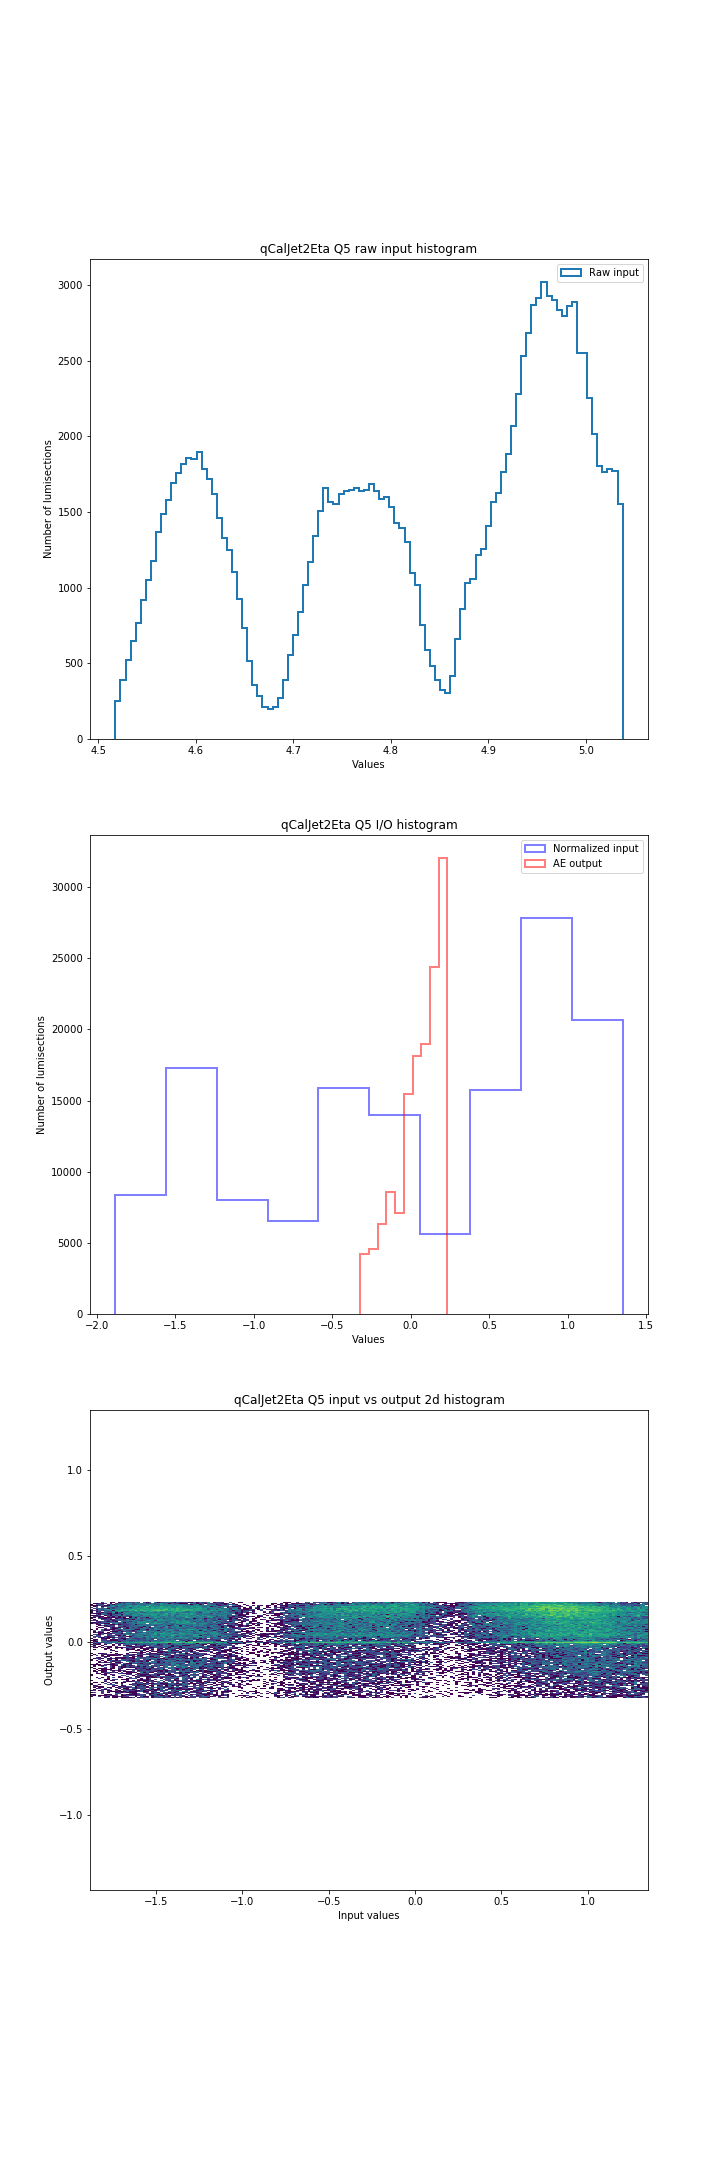 qCalJet2Eta Q5 raw input histogram
Raw input
3000
2500
2000
1500
1000
500
0
Number of lumisections
4.5 4.6 4.7 4.8 4.9 5.0
Values
qCalJet2Eta Q5 I/O histogram
Normalized input
AE output
30000
25000
20000
15000
10000
5000
0
Number of lumisections
−2.0 −1.5 −1.0 −0.5 0.0 0.5 1.0 1.5
Values
qCalJet2Eta Q5 input vs output 2d histogram
1.0
0.5
0.0
−0.5
−1.0
Output values
−1.5 −1.0 −0.5 0.0 0.5 1.0
Input values